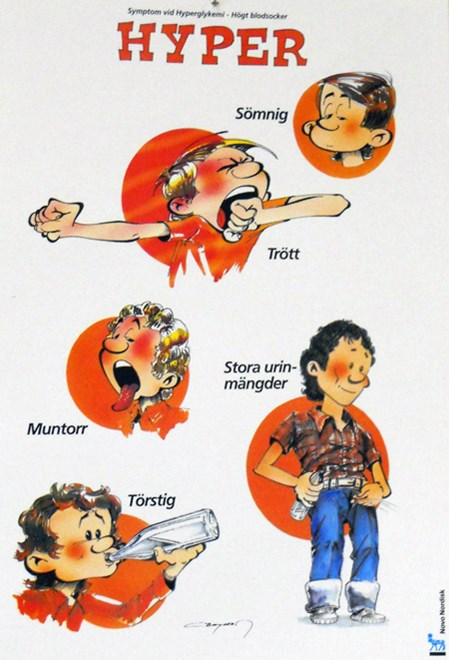 Symptom vid Hyperglykemi - Högt blodsocker
HYPER
Sömnig
Trött
Stora urin-
mängder
Muntorr
Törstig
Novo Nordisk